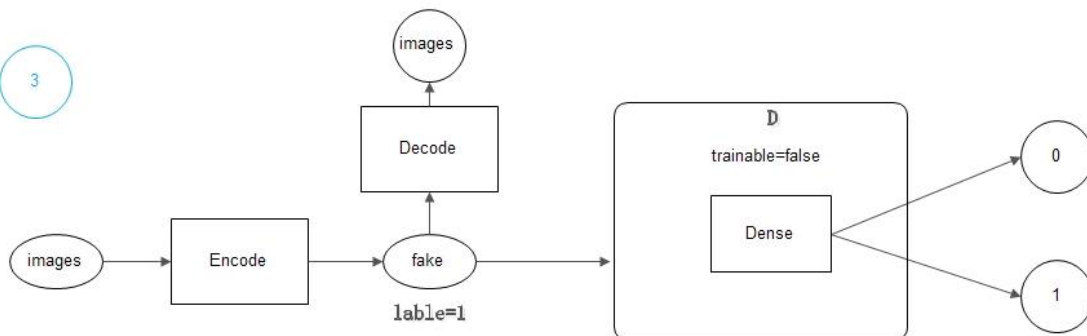 images
3
Decode
D
trainable=false
0
Dense
images
Encode
fake
lable=1
1